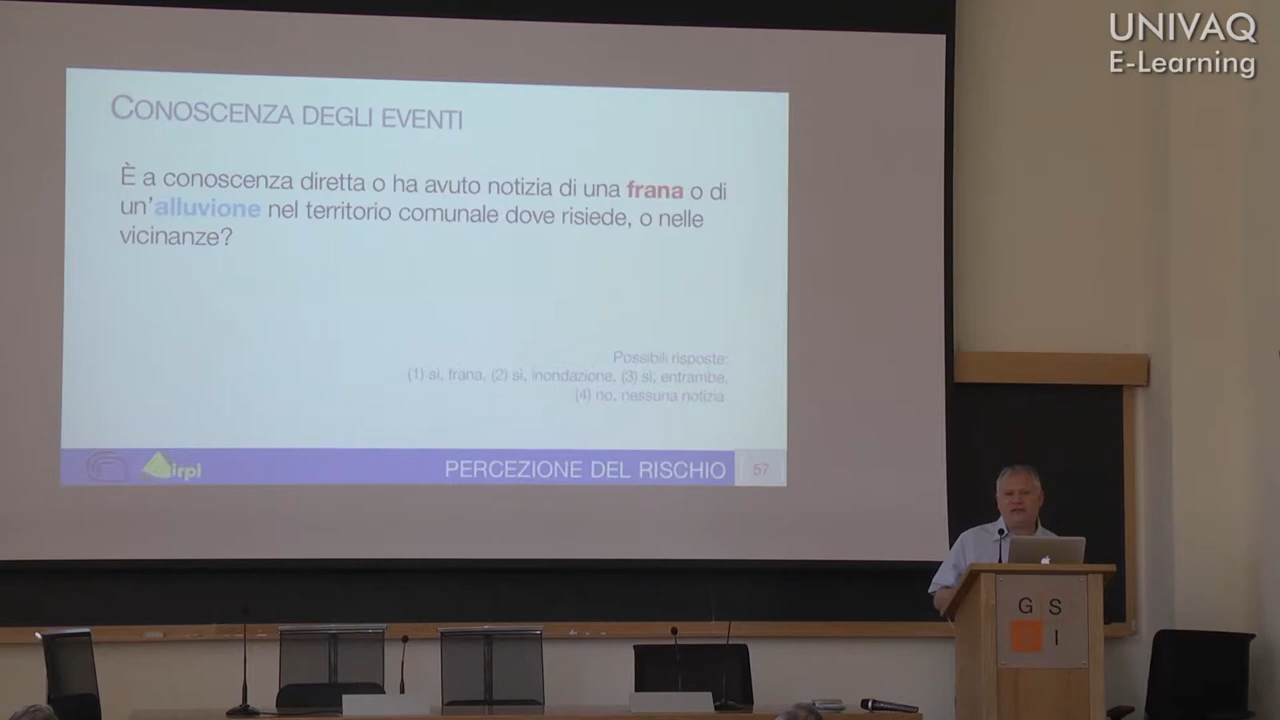 UNIVAQ
E-Learning
CONOSCENZA DEGLI EVENTI
È a conoscenza diretta o ha avuto notizia di una frana o di
un'alluvione nel territorio comunale dove risiede, o nelle
vicinanze?
Possibili risposte:
(1) sì, frana, (2) sì, inondazione, (3) sì, entrambe,
(4) no, nessuna notizia
irpi
PERCEZIONE DEL RISCHIO
57
G S
I